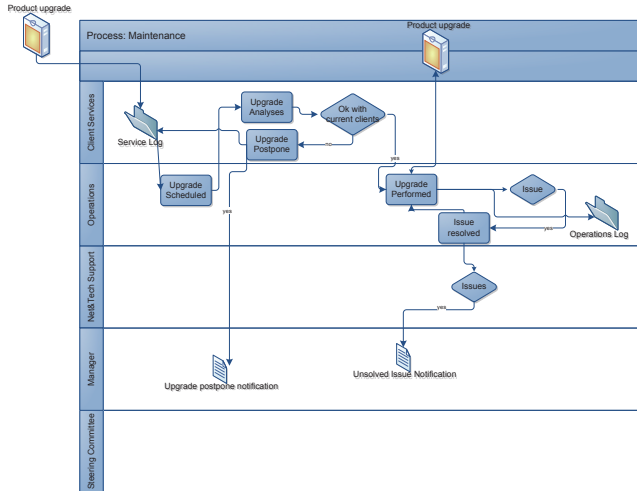 Product upgrade
Product upgrade
Process: Maintenance
Client Services
Upgrade
Analyses
Ok with
current clients
Service Log
no
Upgrade
Postpone
yes
Operations
Upgrade
Scheduled
Upgrade
Performed
Issue
yes
Issue
resolved
yes
Operations Log
Net&Tech Support
Issues
yes
Manager
Upgrade postpone notification
Unsolved Issue Notification
Steering Committee